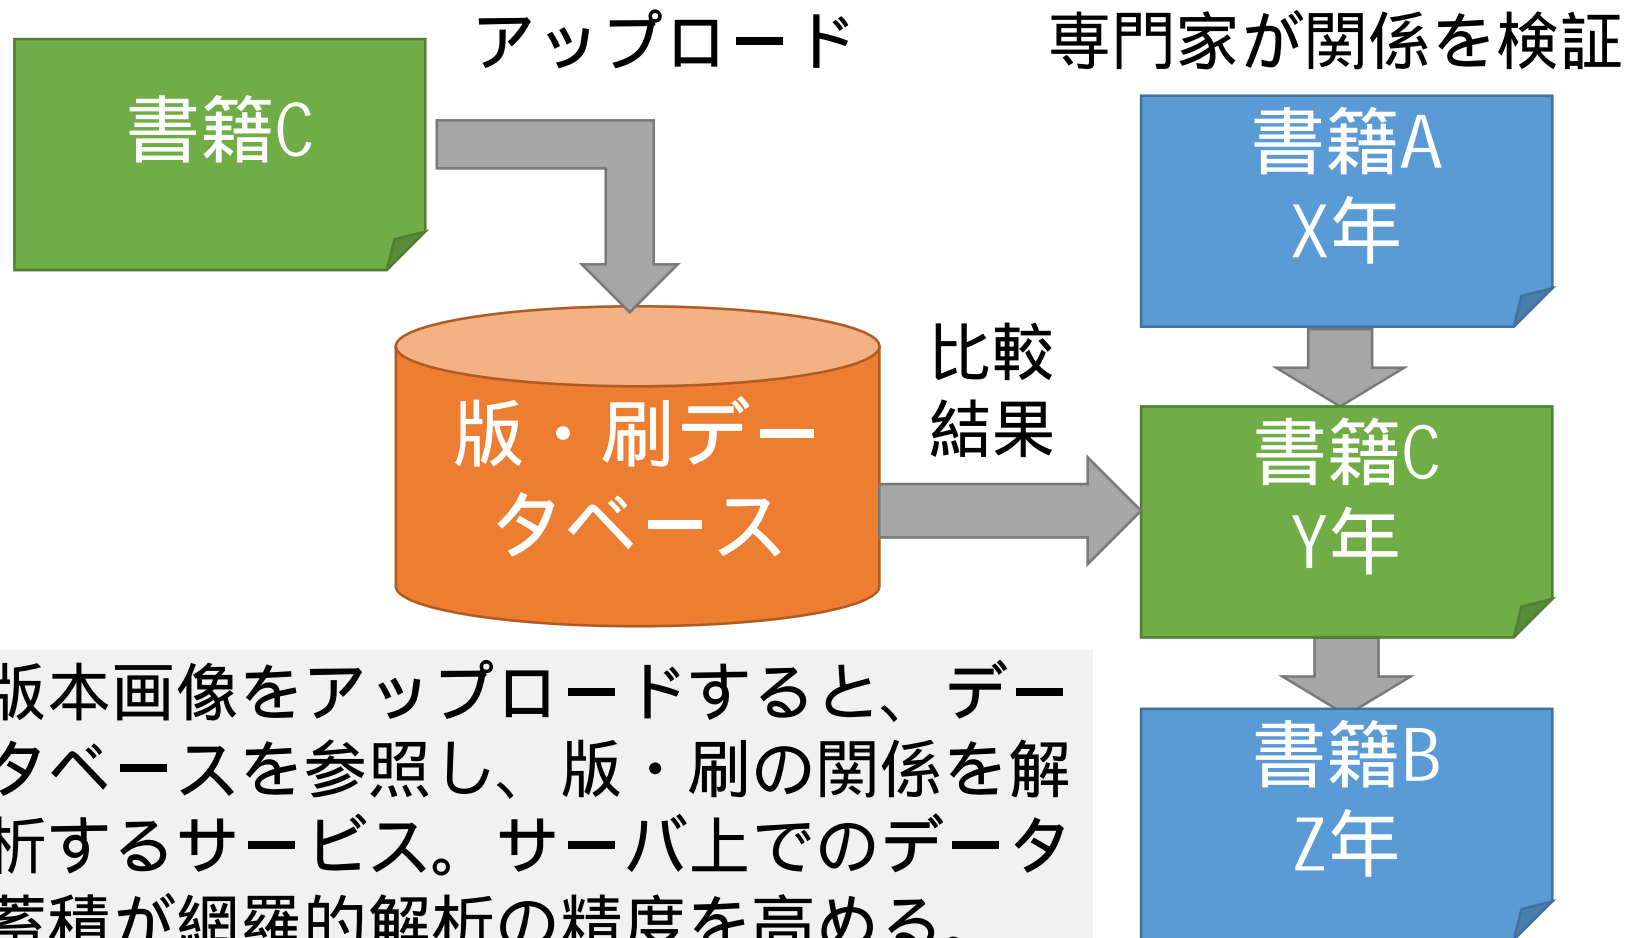 アップロード
専門家が関係を検証
書籍C
書籍A
X年
比較
結果
版・刷デー
タベース
書籍C
Y年
書籍B
Z年
版本画像をアップロードすると、デー
タベースを参照し、版・刷の関係を解
析するサービス。サーバ上でのデータ
蓄積が網羅的解析の精度を高める。